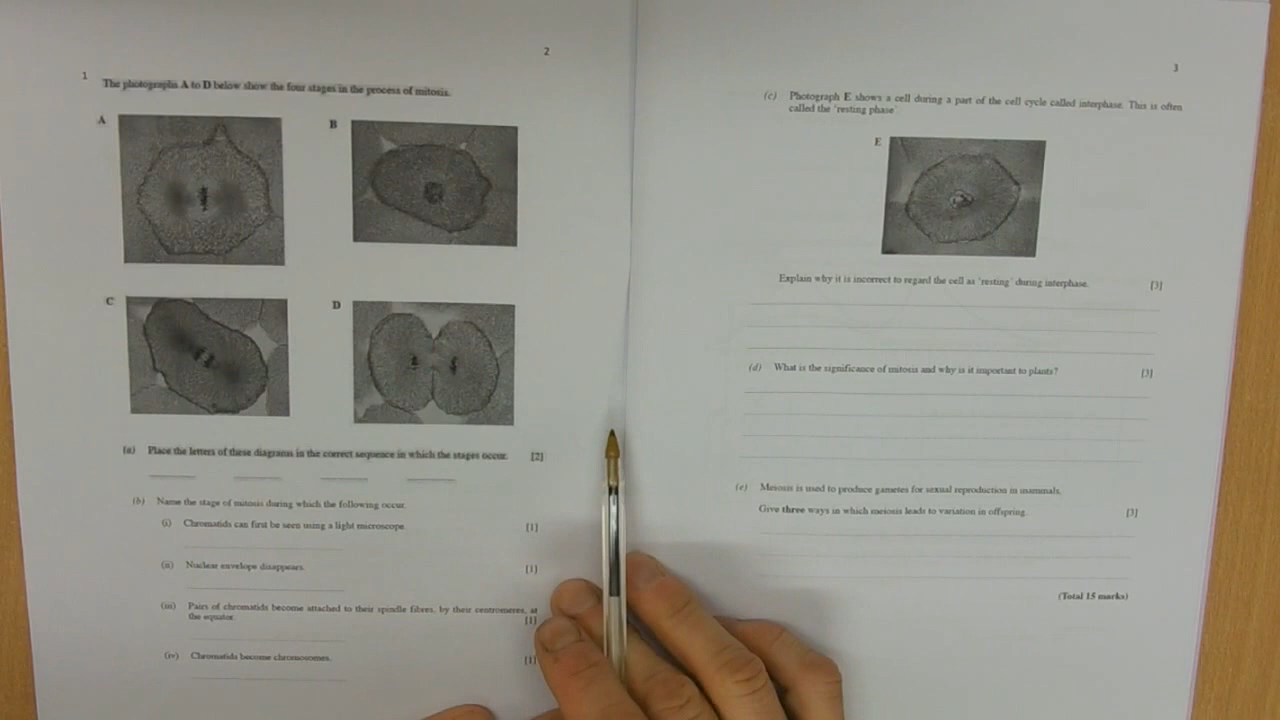 2
1
The photographs A to D below show the four stages in the process of mitosis.
A
B
C
D
(a) Place the letters of these diagrams in the correct sequence in which the stages occur. [2]
(b) Name the stage of mitosis during which the following occur.
(i) Chromatids can first be seen using a light microscope. [1]
(ii) Nuclear envelope disappears. [1]
(iii) Pairs of chromatids become attached to their spindle fibres, by their centromeres, at
the equator. [1]
(iv) Chromatids become chromosomes. [1]
3
(c) Photograph E shows a cell during a part of the cell cycle called interphase. This is often
called the 'resting phase'
E
Explain why it is incorrect to regard the cell as 'resting' during interphase. [3]
(d) What is the significance of mitosis and why is it important to plants? [3]
(e) Meiosis is used to produce gametes for sexual reproduction in mammals.
Give three ways in which meiosis leads to variation in offspring. [3]
(Total 15 marks)